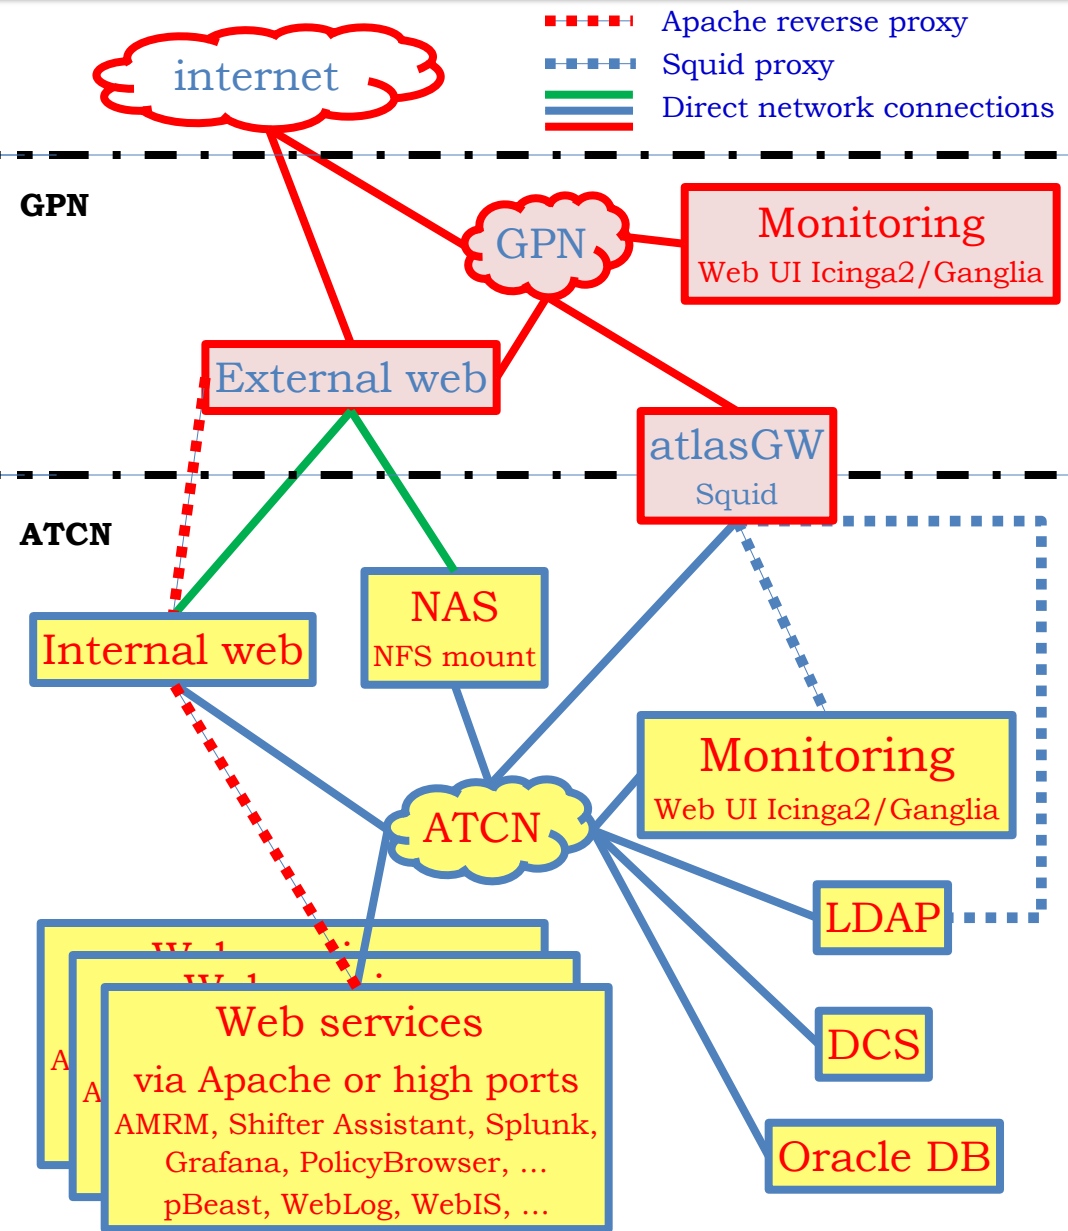 Apache reverse proxy
internet
Squid proxy
Direct network connections
GPN
Monitoring
GPN
Web UI Icinga2/Ganglia
External web
atlasGW
Squid
ATCN
NAS
NFS mount
Internal web
Monitoring
Web UI Icinga2/Ganglia
ATCN
LDAP
A
A
Web services
via Apache or high ports
AMRM, Shifter Assistant, Splunk,
Grafana, PolicyBrowser, ...
pBeast, WebLog, WebIS, ...
DCS
Oracle DB